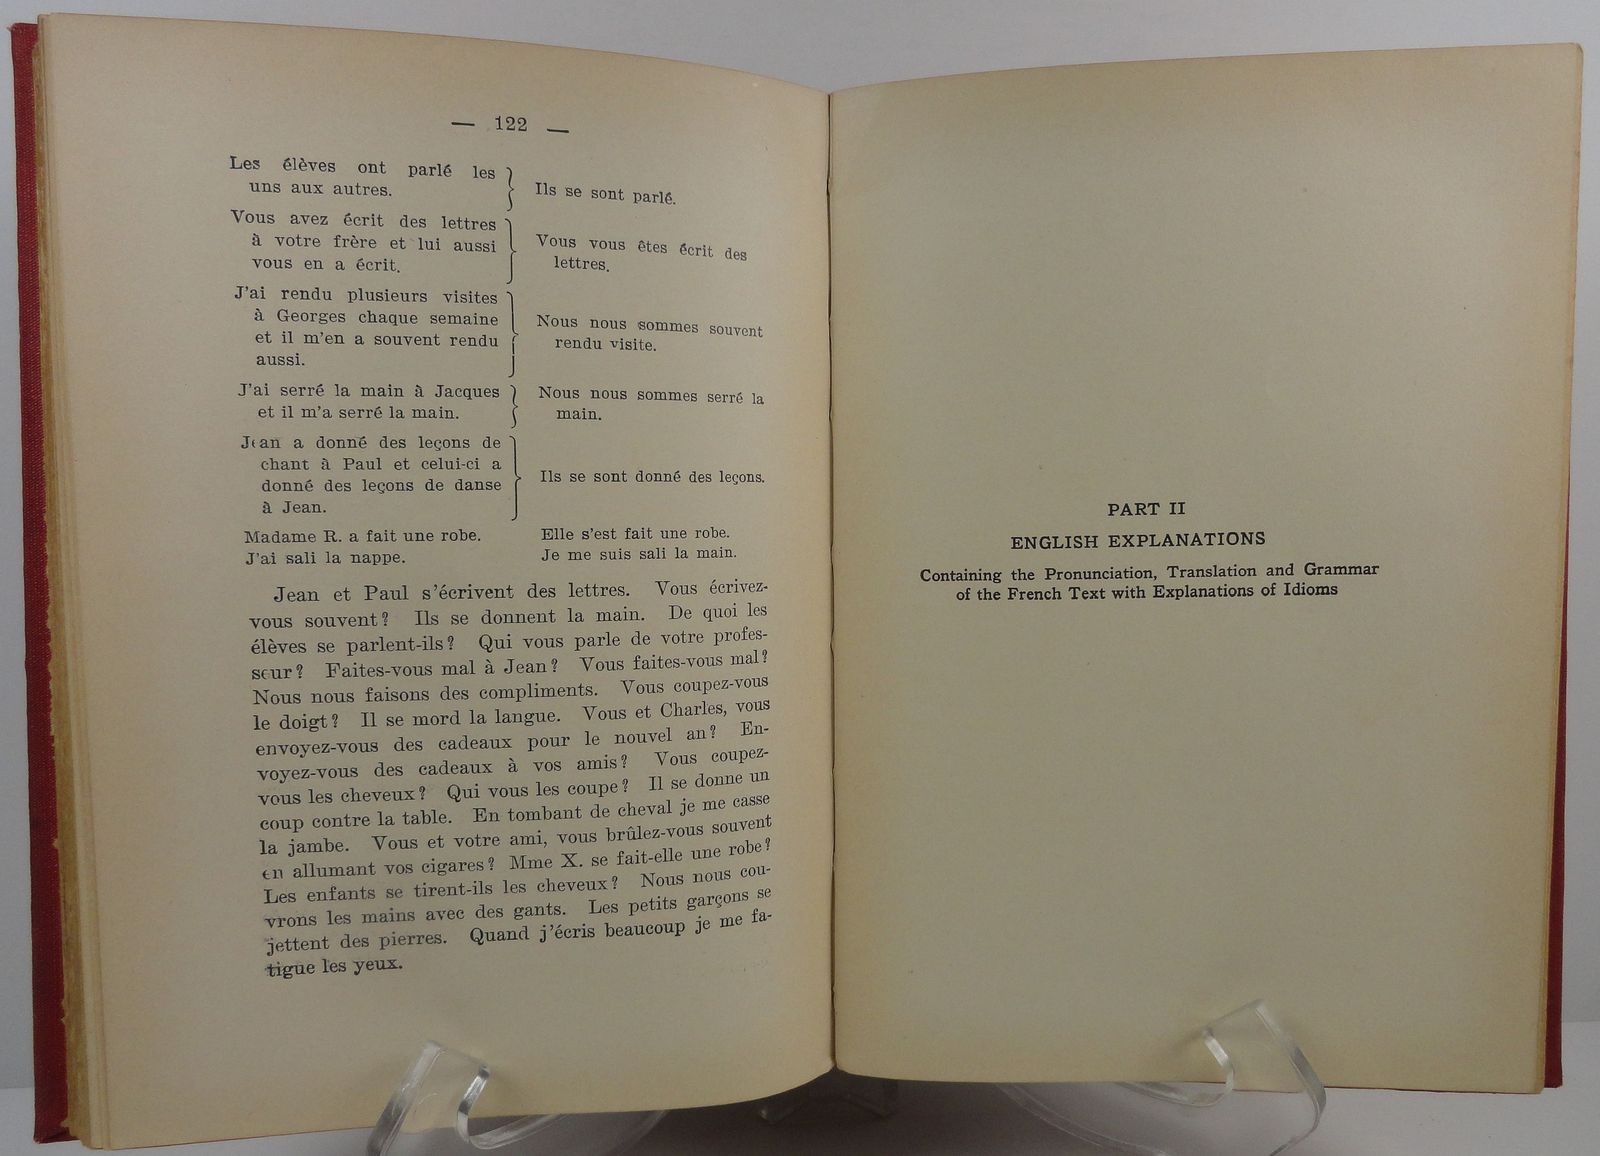 — 122 —
Les élèves ont parlé les
uns aux autres.
Ils se sont parlé.
Vous avez écrit des lettres
à votre frère et lui aussi
vous en a écrit.
Vous vous êtes écrit des
lettres.
J'ai rendu plusieurs visites
à Georges chaque semaine
et il m'en a souvent rendu
aussi.
Nous nous sommes souvent
rendu visite.
J'ai serré la main à Jacques
et il m'a serré la main.
Nous nous sommes serré la
main.
Jean a donné des leçons de
chant à Paul et celui-ci a
donné des leçons de danse
à Jean.
Ils se sont donné des leçons.
Madame R. a fait une robe.
Elle s'est fait une robe.
J'ai sali la nappe.
Je me suis sali la main.
Jean et Paul s'écrivent des lettres. Vous écrivez-
vous souvent? Ils se donnent la main. De quoi les
élèves se parlent-ils? Qui vous parle de votre profes-
seur? Faites-vous mal à Jean? Vous faites-vous mal?
Nous nous faisons des compliments. Vous coupez-vous
le doigt? Il se mord la langue. Vous et Charles, vous
envoyez-vous des cadeaux pour le nouvel an? En-
voyez-vous des cadeaux à vos amis? Vous coupez-
vous les cheveux? Qui vous les coupe? Il se donne un
coup contre la table. En tombant de cheval je me casse
la jambe. Vous et votre ami, vous brûlez-vous souvent
en allumant vos cigares? Mme X. se fait-elle une robe?
Les enfants se tirent-ils les cheveux? Nous nous cou-
vrons les mains avec des gants. Les petits garçons se
jettent des pierres. Quand j'écris beaucoup je me fa-
tigue les yeux.
PART II
ENGLISH EXPLANATIONS
Containing the Pronunciation, Translation and Grammar
of the French Text with Explanations of Idioms